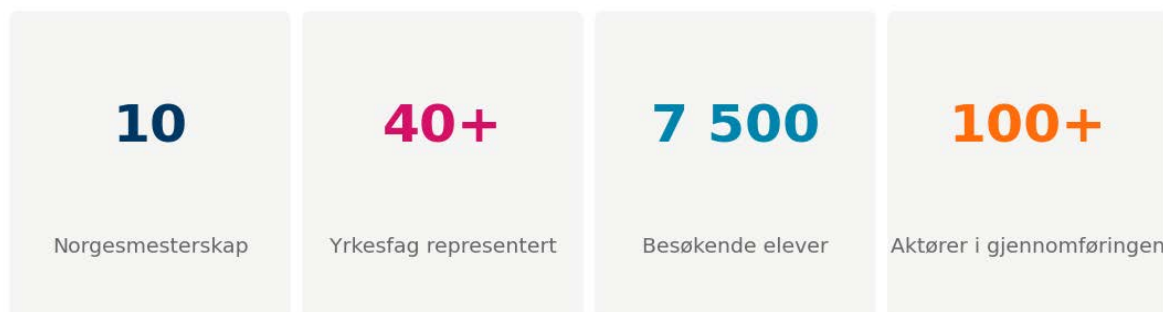 10
Norgesmesterskap
40+
Yrkesfag representert
7 500
Besøkende elever
100+
Aktører i gjennomføringen